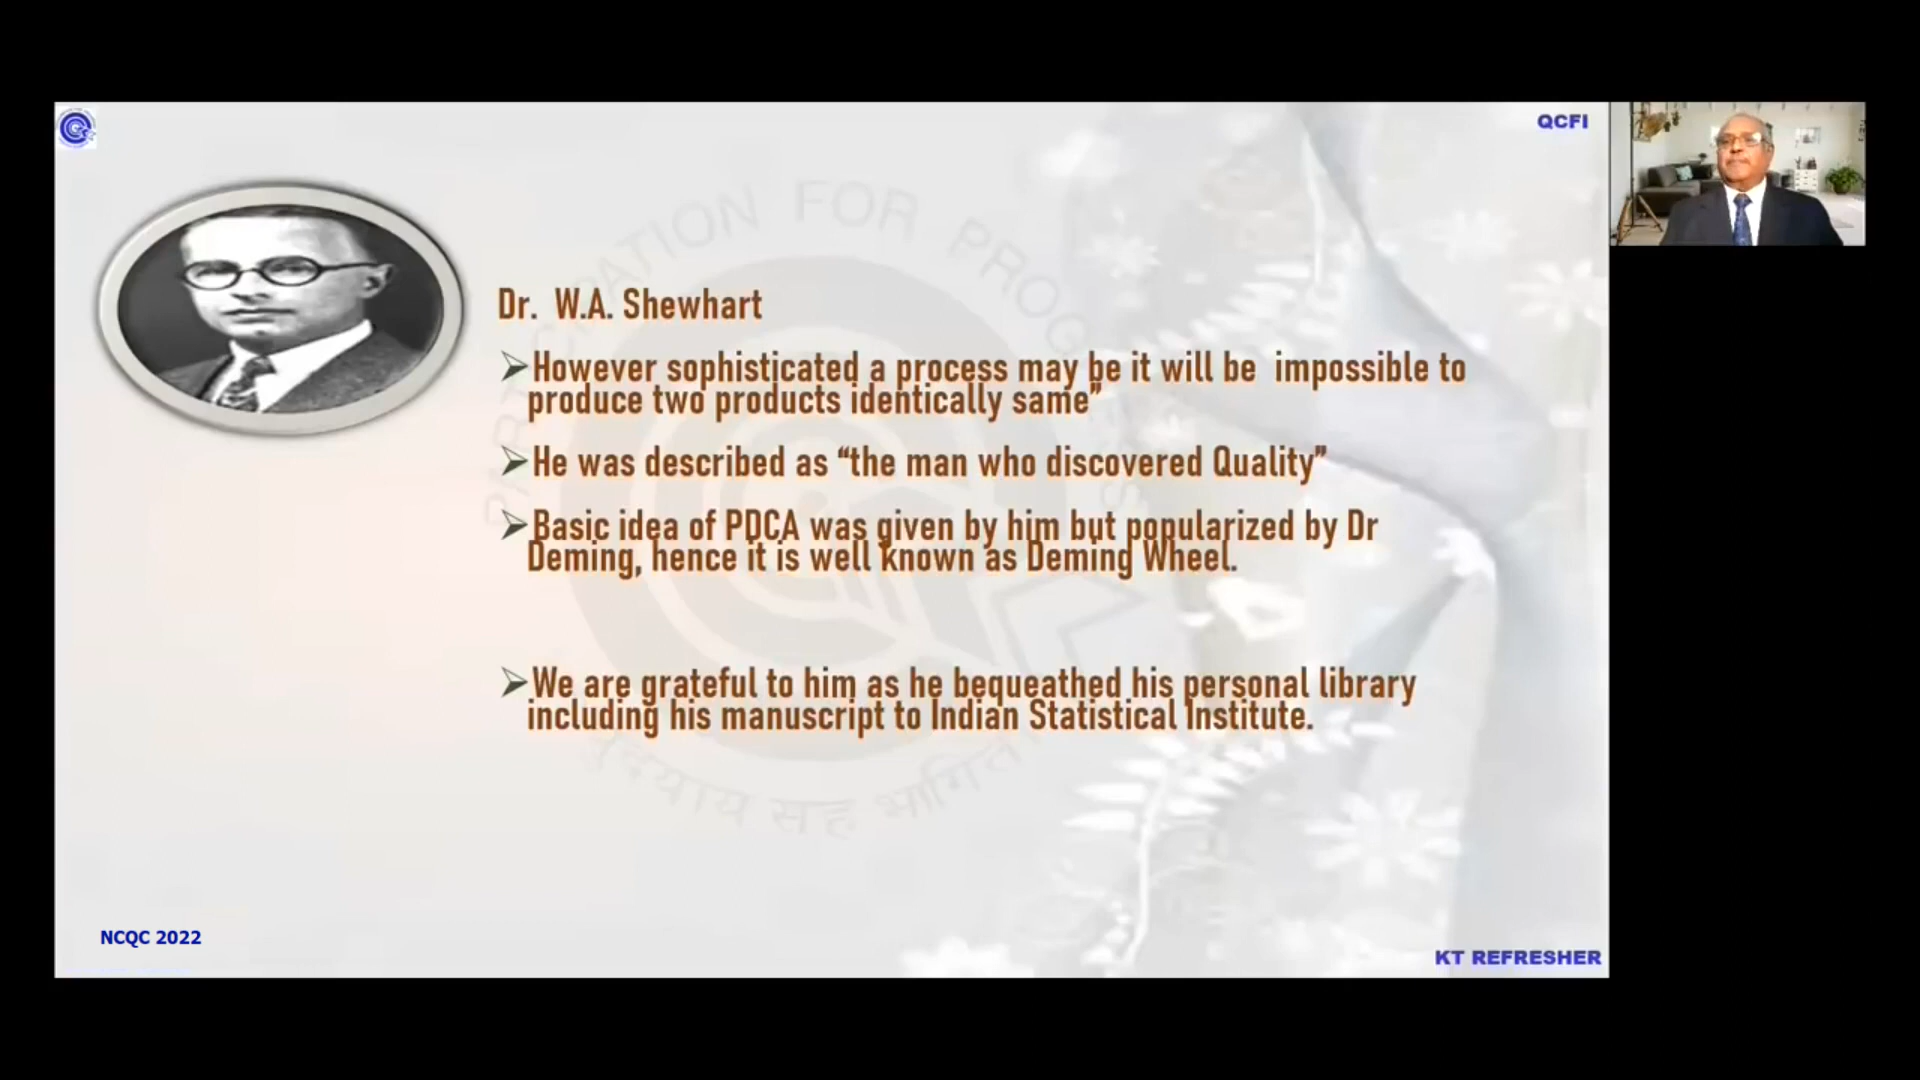 QCFI
Dr. W.A. Shewhart
However sophisticated a process may be it will be impossible to
produce two products identically same”
He was described as “the man who discovered Quality”
Basic idea of PDCA was given by him but popularized by Dr
Deming, hence it is well known as Deming Wheel.
We are grateful to him as he bequeathed his personal library
including his manuscript to Indian Statistical Institute.
FOR
सह
NCQC 2022
KT REFRESHER